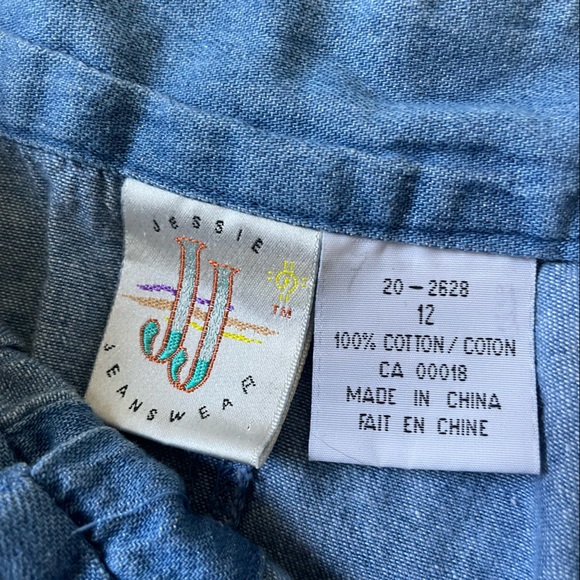 JESSIE
JJ
TM
JEANSWEAR
20-2628
12
100% COTTON/COTON
CA 00018
MADE IN CHINA
FAIT EN CHINE